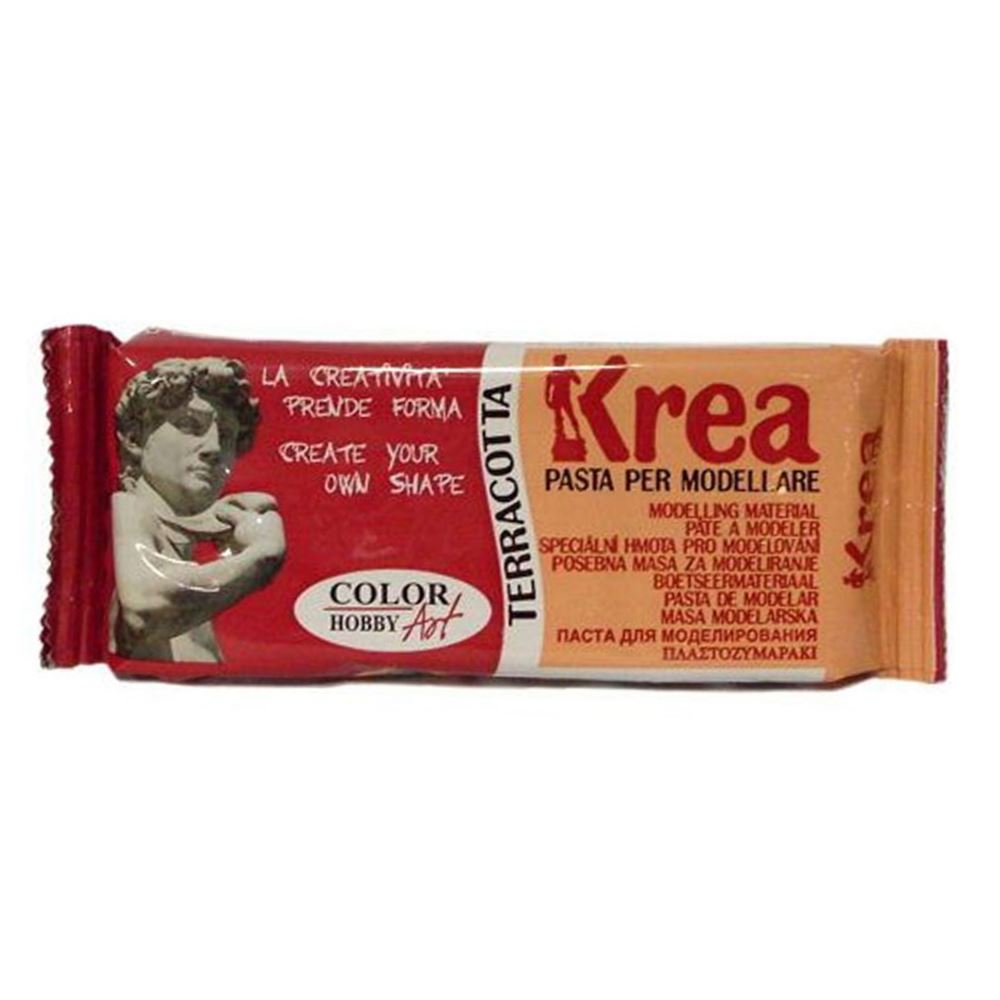 LA CREATIVITA'
PRENDE FORMA
CREATE YOUR
OWN SHAPE
COLOR
HOBBY Art
TERRACOTTA
Krea
PASTA PER MODELLARE
MODELLING MATERIAL
PÂTE A MODELER
SPECIÁLNÍ HMOTA PRO MODELOVÁNÍ
POSEBNA MASA ZA MODELIRANJE
BOETSEERMATERIAAL
PASTA DE MODELAR
MASA MODELARSKA
ПАСТА ДЛЯ МОДЕЛИРОВАНИЯ
ΠΛΑΣΤΟΖΥΜΑΡΑΚΙ
Krea